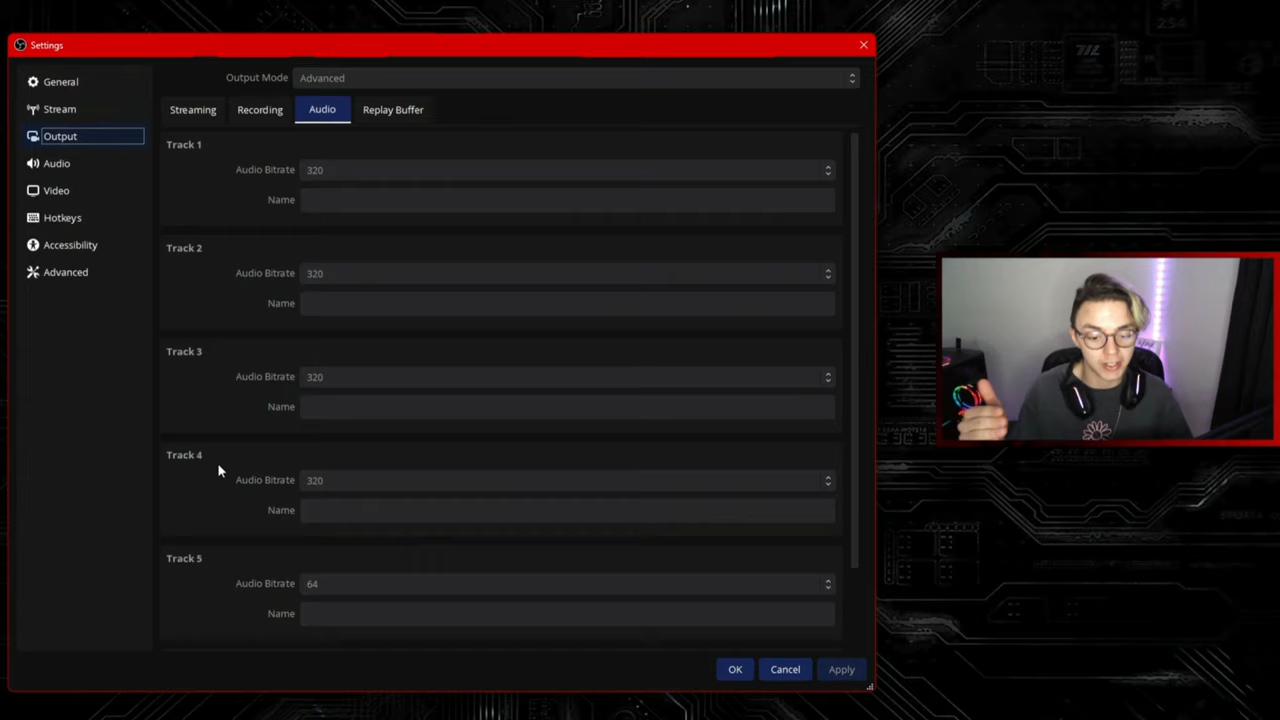 Settings
General
Stream
Output
Audio
Video
Hotkeys
Accessibility
Advanced
Output Mode Advanced
Streaming Recording Audio Replay Buffer
Track 1
Audio Bitrate 320
Name
Track 2
Audio Bitrate 320
Name
Track 3
Audio Bitrate 320
Name
Track 4
Audio Bitrate 320
Name
Track 5
Audio Bitrate 64
Name
OK Cancel Apply